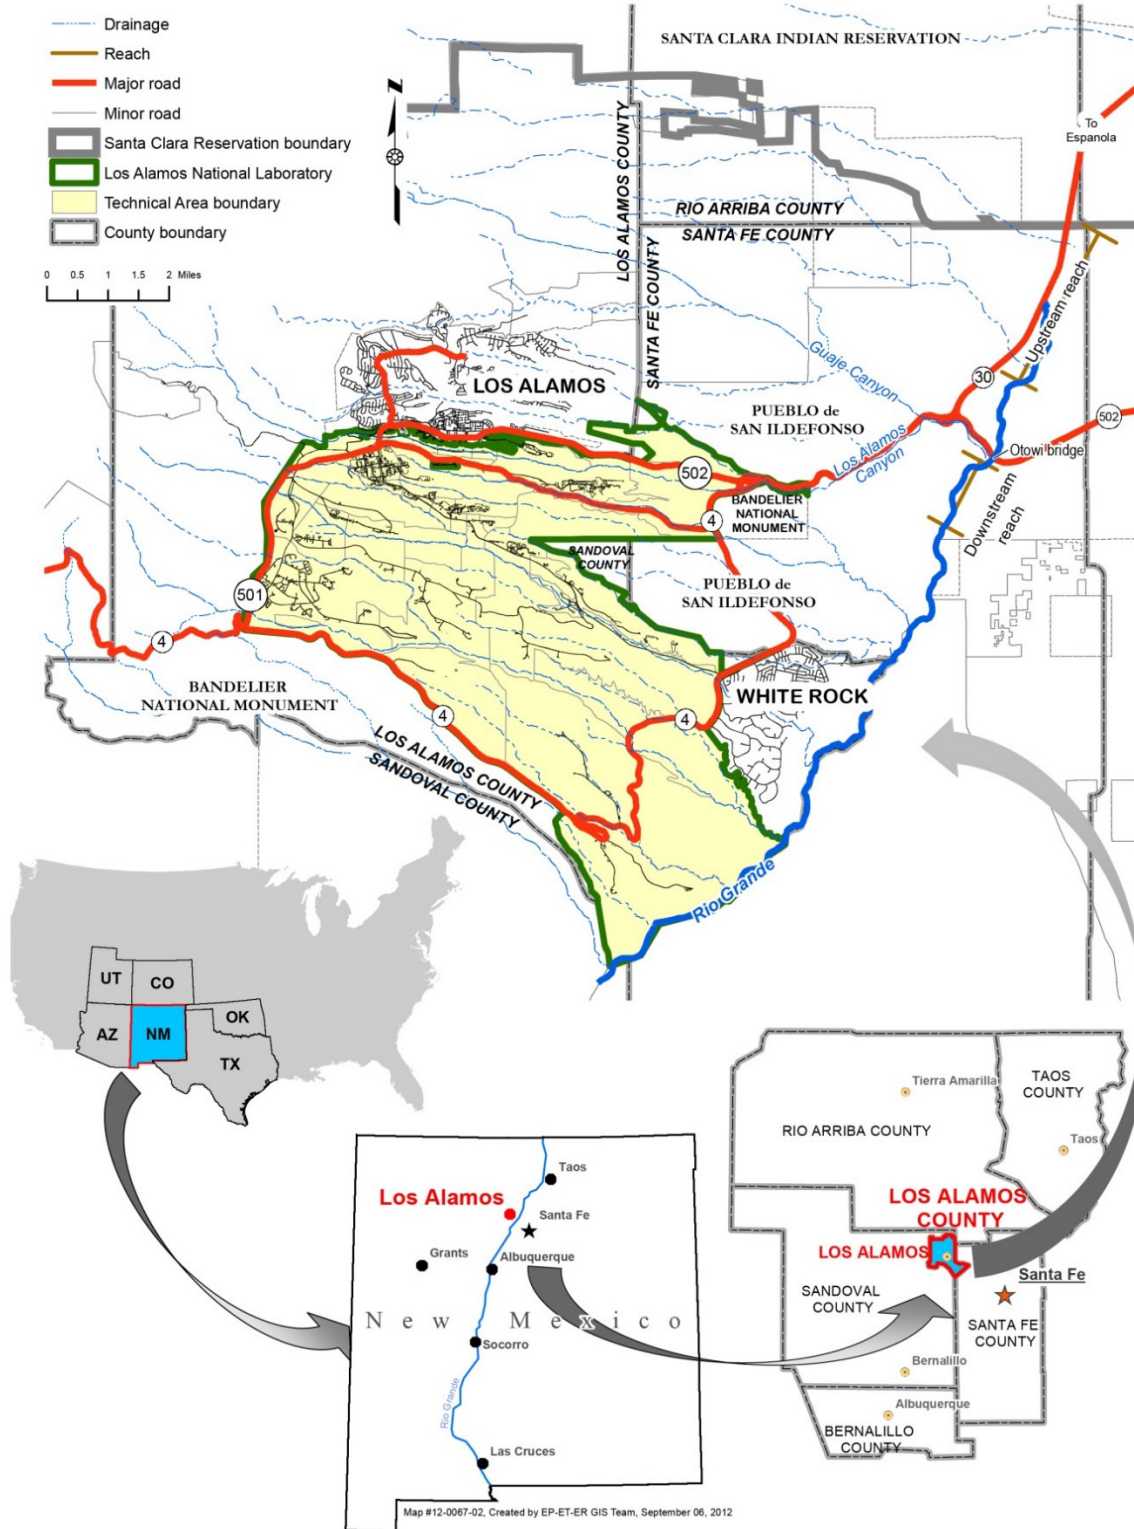 Drainage
Reach
Major road
Minor road
Santa Clara Reservation boundary
Los Alamos National Laboratory
Technical Area boundary
County boundary
0 0.5 1 1.5 2 Miles
SANTA CLARA INDIAN RESERVATION
To
Espanola
LOS ALAMOS COUNTY
SANTA FE COUNTY
RIO ARRIBA COUNTY
SANTA FE COUNTY
Upstream reach
Guaje Canyon
30
LOS ALAMOS
PUEBLO de
SAN ILDEFONSO
502
Los Alamos
Canyon
Otowi bridge
502
BANDELIER
NATIONAL
MONUMENT
4
Downstream
reach
SANDOVAL
COUNTY
PUEBLO de
SAN ILDEFONSO
501
4
BANDELIER
NATIONAL MONUMENT
WHITE ROCK
4
4
LOS ALAMOS COUNTY
SANDOVAL COUNTY
Rio Grande
UT
CO
AZ
NM
OK
TX
Taos
Los Alamos
Santa Fe
Grants
Albuquerque
New Mexico
Socorro
Rio Grande
Las Cruces
Tierra Amarilla
TAOS
COUNTY
RIO ARRIBA COUNTY
Taos
LOS ALAMOS
COUNTY
LOS ALAMOS
Santa Fe
SANDOVAL
COUNTY
SANTA FE
COUNTY
Bernalillo
Albuquerque
BERNALILLO
COUNTY
Map #12-0067-02, Created by EP-ET-ER GIS Team, September 06, 2012